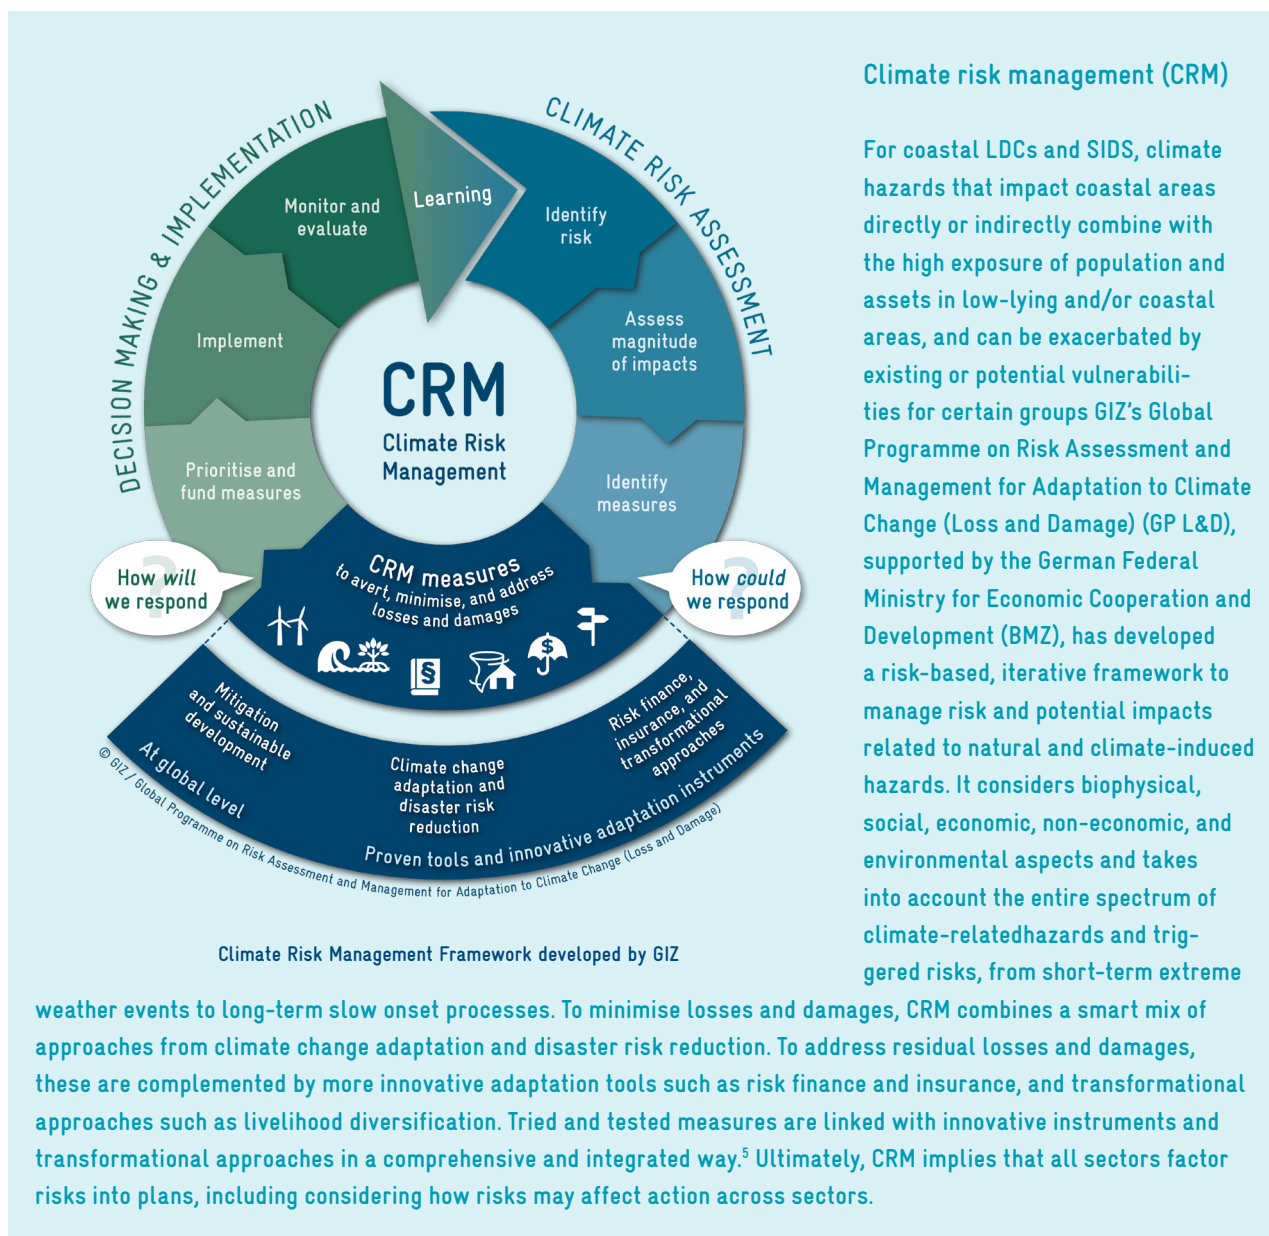 DECISION MAKING & IMPLEMENTATION
CLIMATE RISK ASSESSMENT
Monitor and
evaluate
Learning
Identify
risk
Implement
Assess
magnitude
of impacts
CRM
Climate Risk
Management
Prioritise and
fund measures
Identify
measures
?
How will
we respond
?
How could
we respond
CRM measures
to avert, minimise, and address
losses and damages
§
$
Mitigation
and sustainable
development
Climate change
adaptation and
disaster risk
reduction
Risk finance,
insurance, and
transformational
approaches
At global level
Proven tools and innovative adaptation instruments
© GIZ / Global Programme on Risk Assessment and Management for Adaptation to Climate Change (Loss and Damage)
Climate Risk Management Framework developed by GIZ
Climate risk management (CRM)
For coastal LDCs and SIDS, climate
hazards that impact coastal areas
directly or indirectly combine with
the high exposure of population and
assets in low-lying and/or coastal
areas, and can be exacerbated by
existing or potential vulnerabili-
ties for certain groups GIZ's Global
Programme on Risk Assessment and
Management for Adaptation to Climate
Change (Loss and Damage) (GP L&D),
supported by the German Federal
Ministry for Economic Cooperation and
Development (BMZ), has developed
a risk-based, iterative framework to
manage risk and potential impacts
related to natural and climate-induced
hazards. It considers biophysical,
social, economic, non-economic, and
environmental aspects and takes
into account the entire spectrum of
climate-relatedhazards and trig-
gered risks, from short-term extreme
weather events to long-term slow onset processes. To minimise losses and damages, CRM combines a smart mix of
approaches from climate change adaptation and disaster risk reduction. To address residual losses and damages,
these are complemented by more innovative adaptation tools such as risk finance and insurance, and transformational
approaches such as livelihood diversification. Tried and tested measures are linked with innovative instruments and
transformational approaches in a comprehensive and integrated way.⁵ Ultimately, CRM implies that all sectors factor
risks into plans, including considering how risks may affect action across sectors.